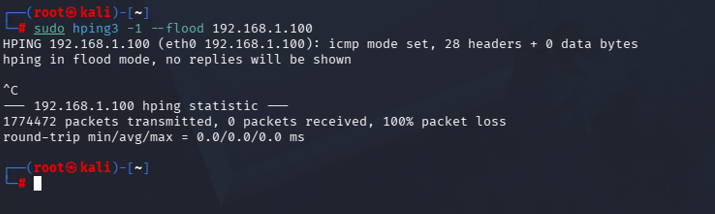 ┌──(root㉿kali)-[~]
└─# sudo hping3 -1 --flood 192.168.1.100
HPING 192.168.1.100 (eth0 192.168.1.100): icmp mode set, 28 headers + 0 data bytes
hping in flood mode, no replies will be shown
^C
--- 192.168.1.100 hping statistic ---
1774472 packets transmitted, 0 packets received, 100% packet loss
round-trip min/avg/max = 0.0/0.0/0.0 ms
┌──(root㉿kali)-[~]
└─#